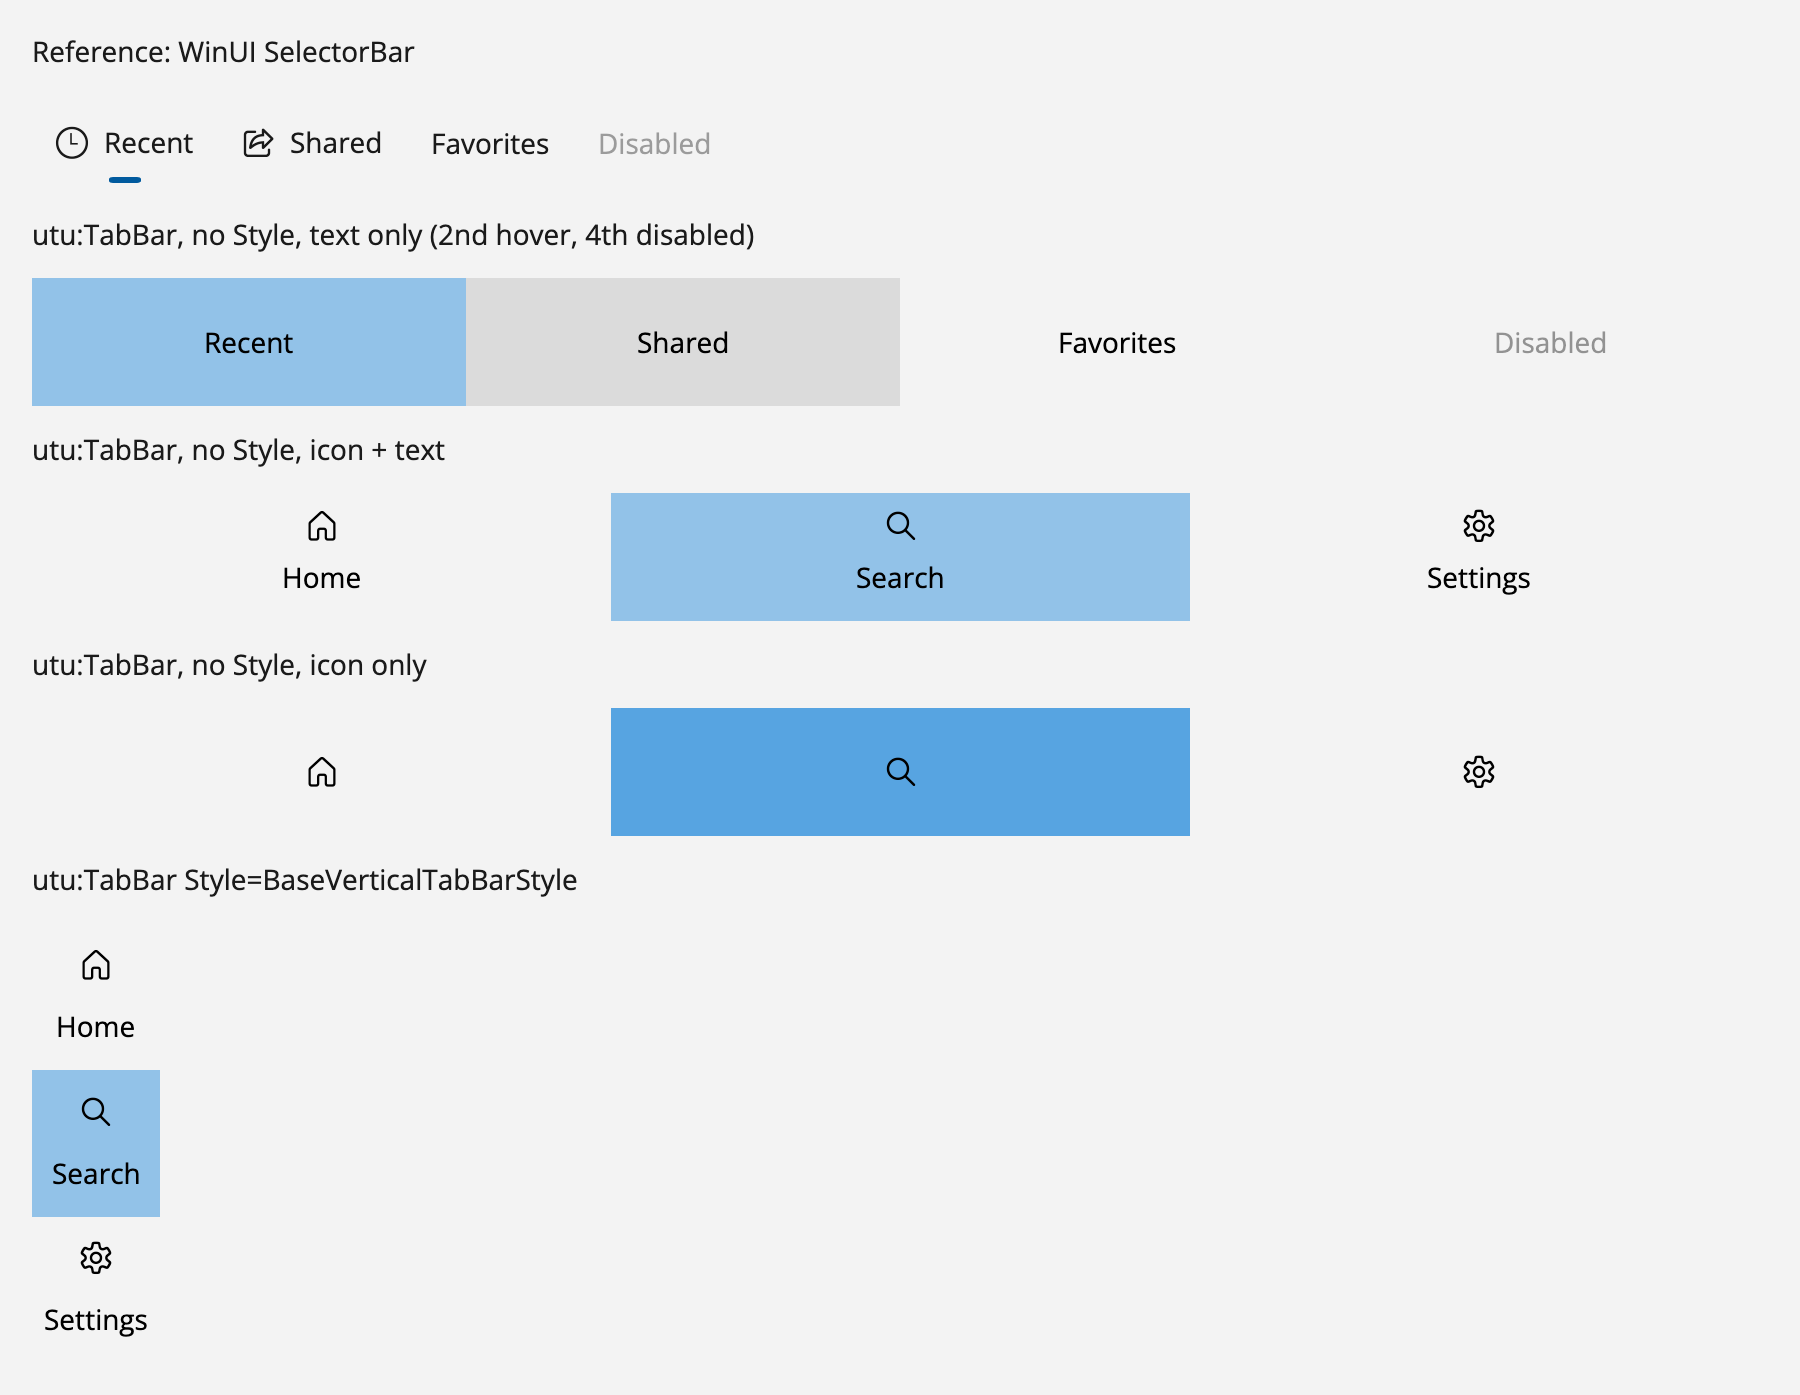 Reference: WinUI SelectorBar
Recent Shared Favorites Disabled
utu:TabBar, no Style, text only (2nd hover, 4th disabled)
Recent Shared Favorites Disabled
utu:TabBar, no Style, icon + text
Home Search Settings
utu:TabBar, no Style, icon only
utu:TabBar Style=BaseVerticalTabBarStyle
Home
Search
Settings